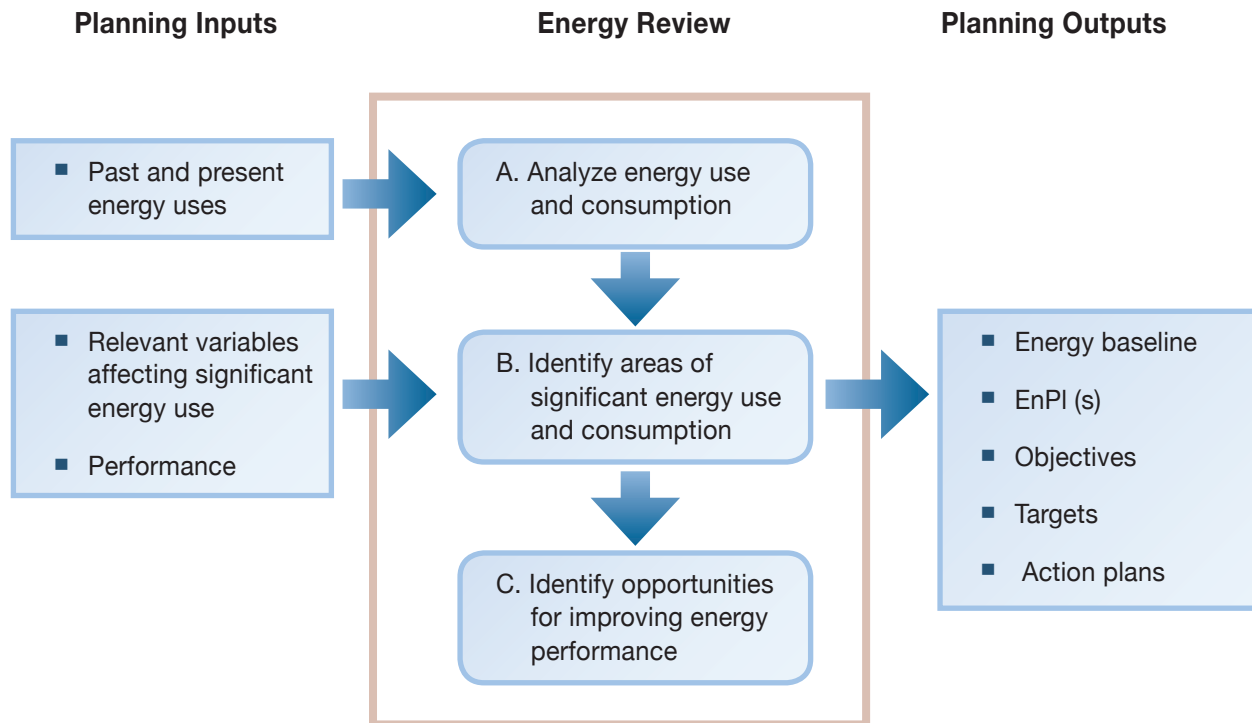 Planning Inputs
Energy Review
Planning Outputs
■ Past and present
energy uses
■ Relevant variables
affecting significant
energy use
■ Performance
A. Analyze energy use
and consumption
B. Identify areas of
significant energy use
and consumption
C. Identify opportunities
for improving energy
performance
■ Energy baseline
■ EnPI (s)
■ Objectives
■ Targets
■ Action plans